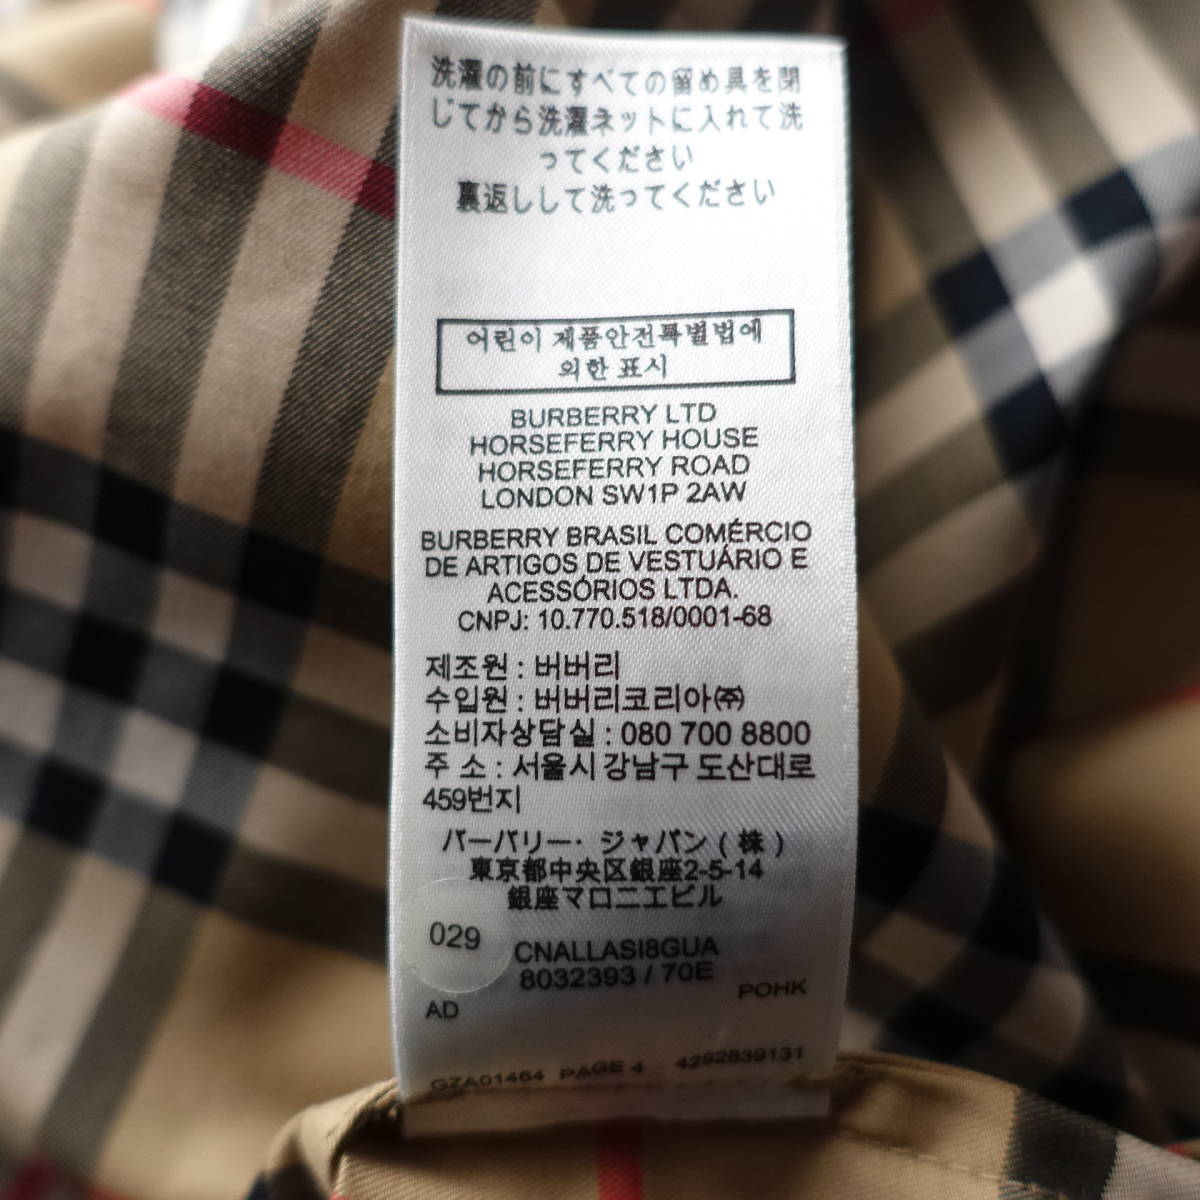 洗濯の前にすべての留め具を閉
じてから洗濯ネットに入れて洗
ってください
裏返しして洗ってください
어린이 제품안전특별법에
의한 표시
BURBERRY LTD
HORSEFERRY HOUSE
HORSEFERRY ROAD
LONDON SW1P 2AW
BURBERRY BRASIL COMÉRCIO
DE ARTIGOS DE VESTUÁRIO E
ACESSÓRIOS LTDA.
CNPJ: 10.770.518/0001-68
제조원 : 버버리
수입원 : 버버리코리아㈜
소비자상담실 : 080 700 8800
주 소 : 서울시 강남구 도산대로
459번지
バーバリー・ジャパン ( 株 )
東京都中央区銀座2-5-14
銀座マロニエビル
029
CNALLASI8GUA
8032393 / 70E
AD
POHK
GZA01464 PAGE 4 4292839131